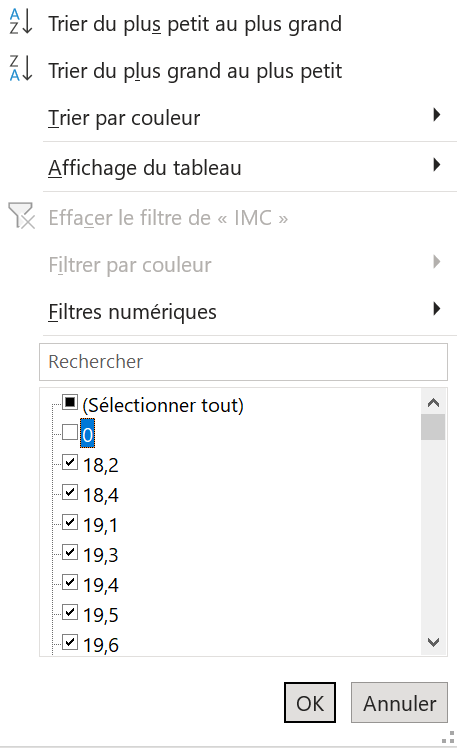 Trier du plus petit au plus grand
Trier du plus grand au plus petit
Trier par couleur
Affichage du tableau
Effacer le filtre de « IMC »
Filtrer par couleur
Filtres numériques
Rechercher
(Sélectionner tout)
0
18,2
18,4
19,1
19,3
19,4
19,5
19,6
OK
Annuler